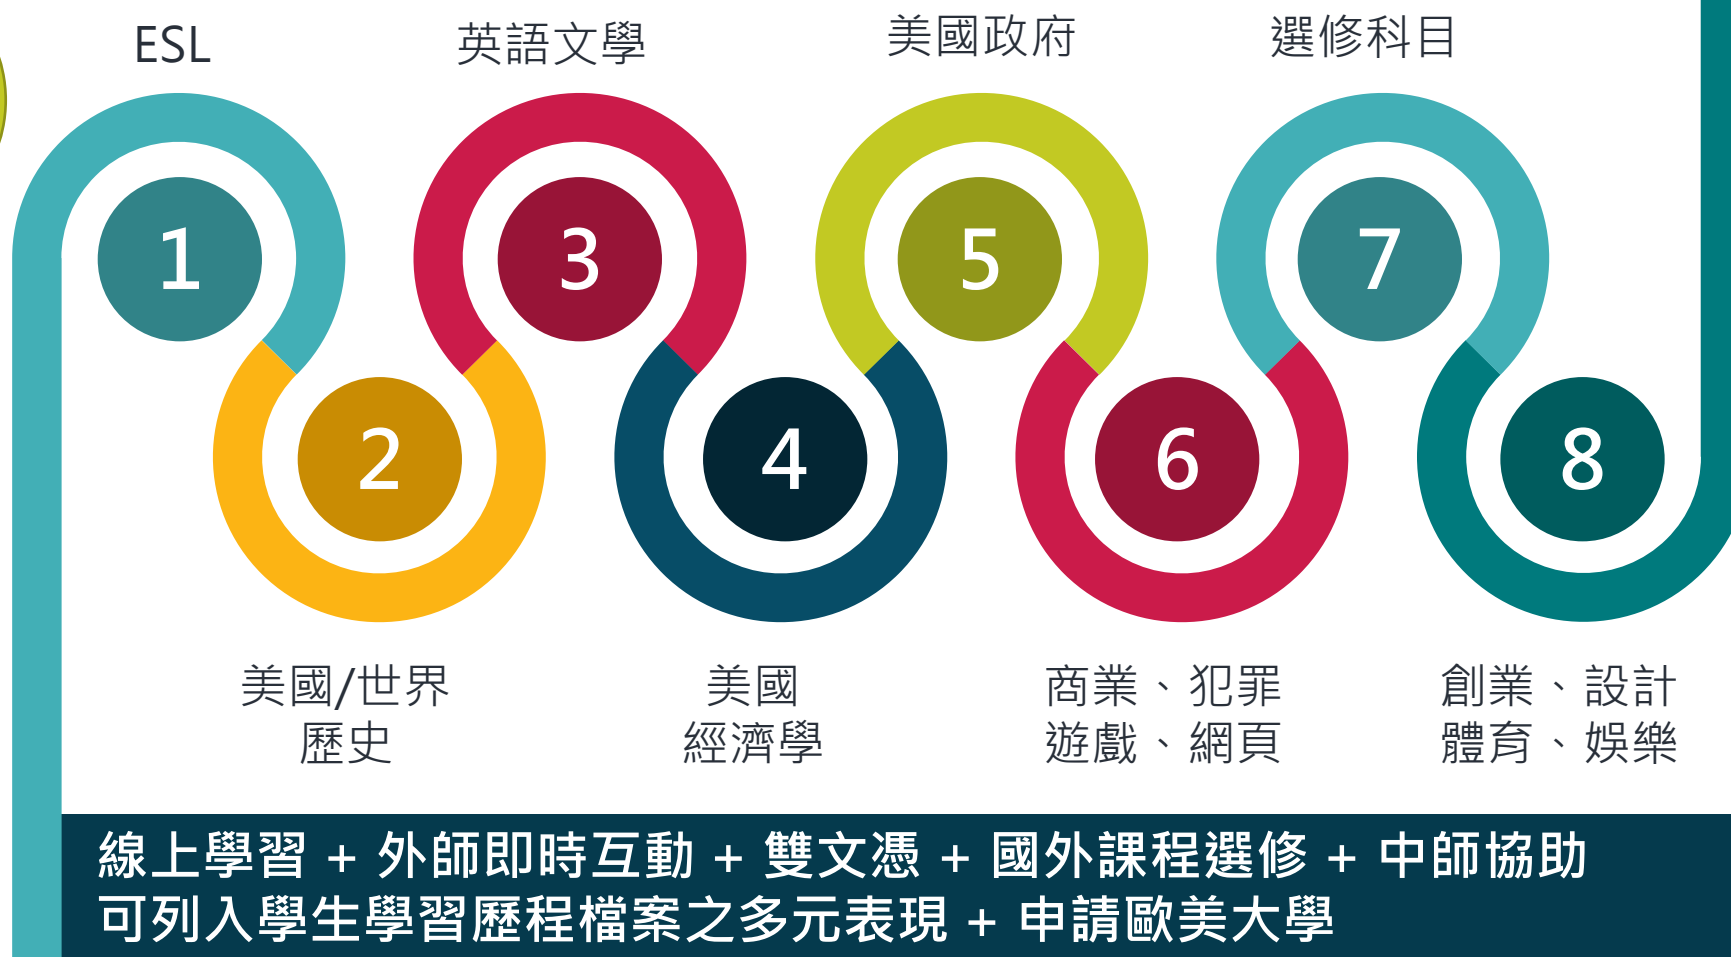 ESL
英語文學
美國政府
選修科目
1
3
5
7
2
4
6
8
美國/世界
歷史
美國
經濟學
商業、犯罪
遊戲、網頁
創業、設計
體育、娛樂
線上學習 + 外師即時互動 + 雙文憑 + 國外課程選修 + 中師協助
可列入學生學習歷程檔案之多元表現 + 申請歐美大學